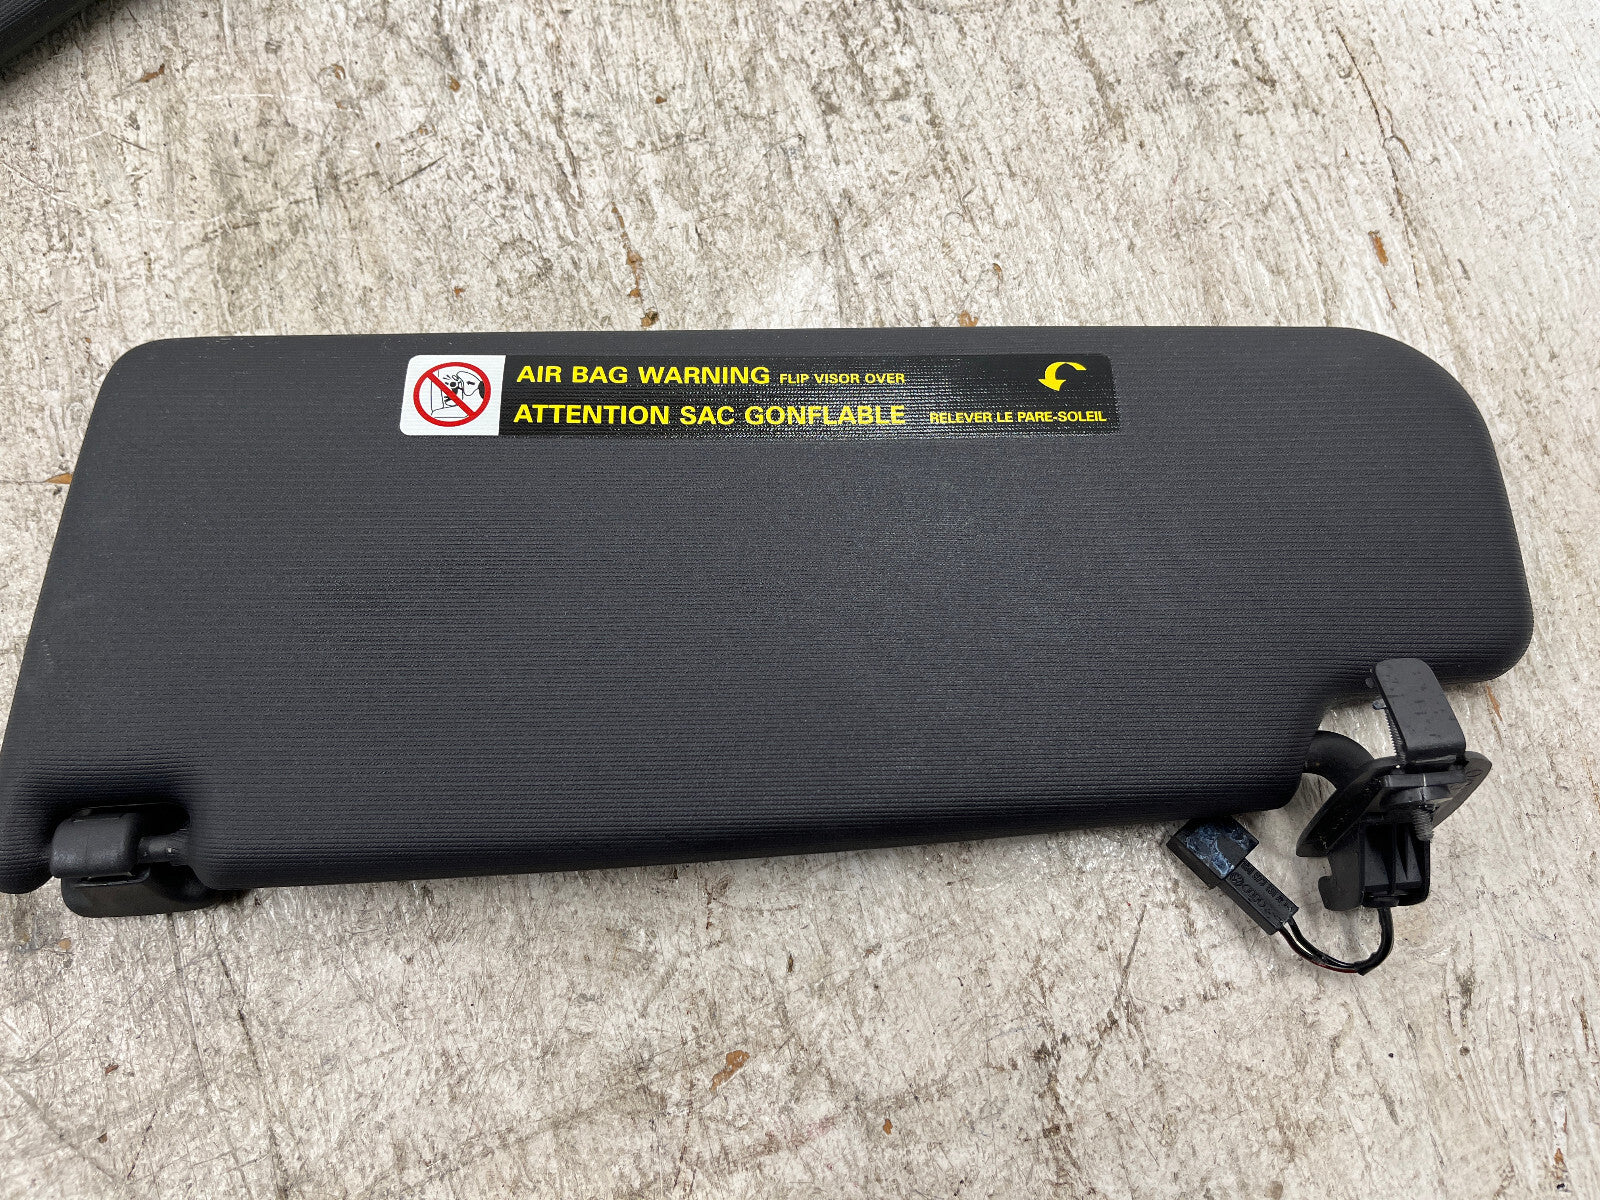 AIR BAG WARNING FLIP VISOR OVER
ATTENTION SAC GONFLABLE RELEVER LE PARE-SOLEIL